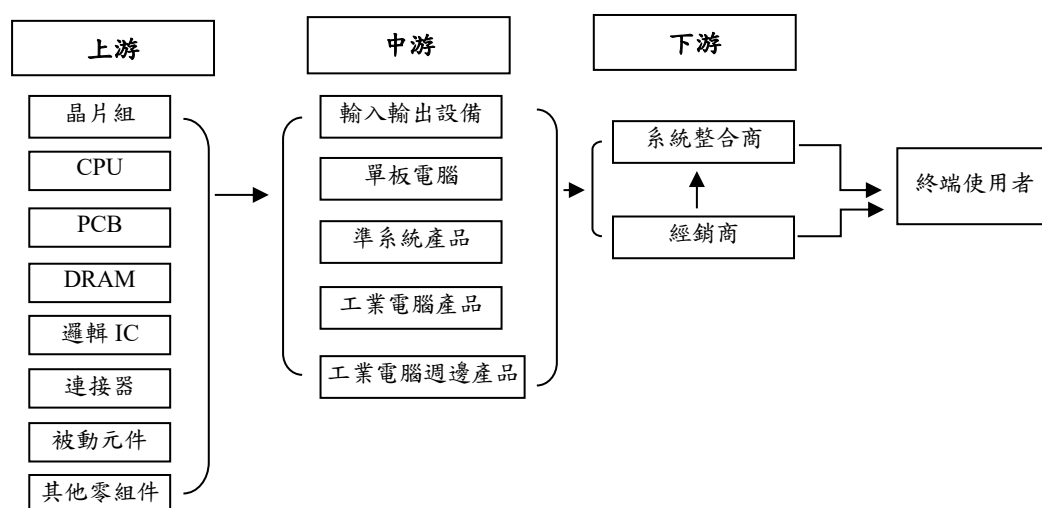 上游
中游
下游
晶片組
CPU
PCB
DRAM
邏輯 IC
連接器
被動元件
其他零組件
輸入輸出設備
單板電腦
準系統產品
工業電腦產品
工業電腦週邊產品
系統整合商
經銷商
終端使用者